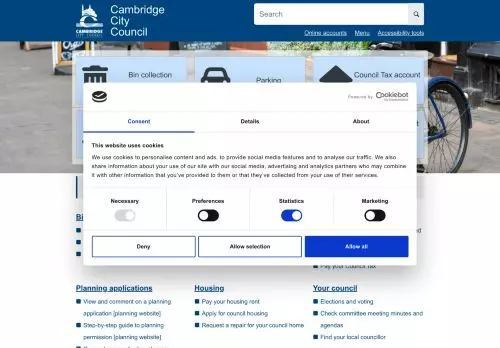 Cambridge
City
Council
CAMBRIDGE
CITY COUNCIL
Search
Online accounts
Menu
Accessibility tools
Bin collection
Parking
Council Tax account
Powered by Cookiebot
Consent
Details
About
This website uses cookies
We use cookies to personalise content and ads, to provide social media features and to analyse our traffic. We also
share information about your use of our site with our social media, advertising and analytics partners who may combine
it with other information that you've provided to them or that they've collected from your use of their services.
Necessary
Preferences
Statistics
Marketing
Deny
Allow selection
Allow all
Pay your Council Tax
Planning applications
View and comment on a planning
application [planning website]
Step-by-step guide to
permission [planning website]
Housing
Pay your housing rent
Apply for council housing
Request a repair for your council home
Your council
Elections and voting
Check committee meeting minutes and
agendas
Find your local councillor